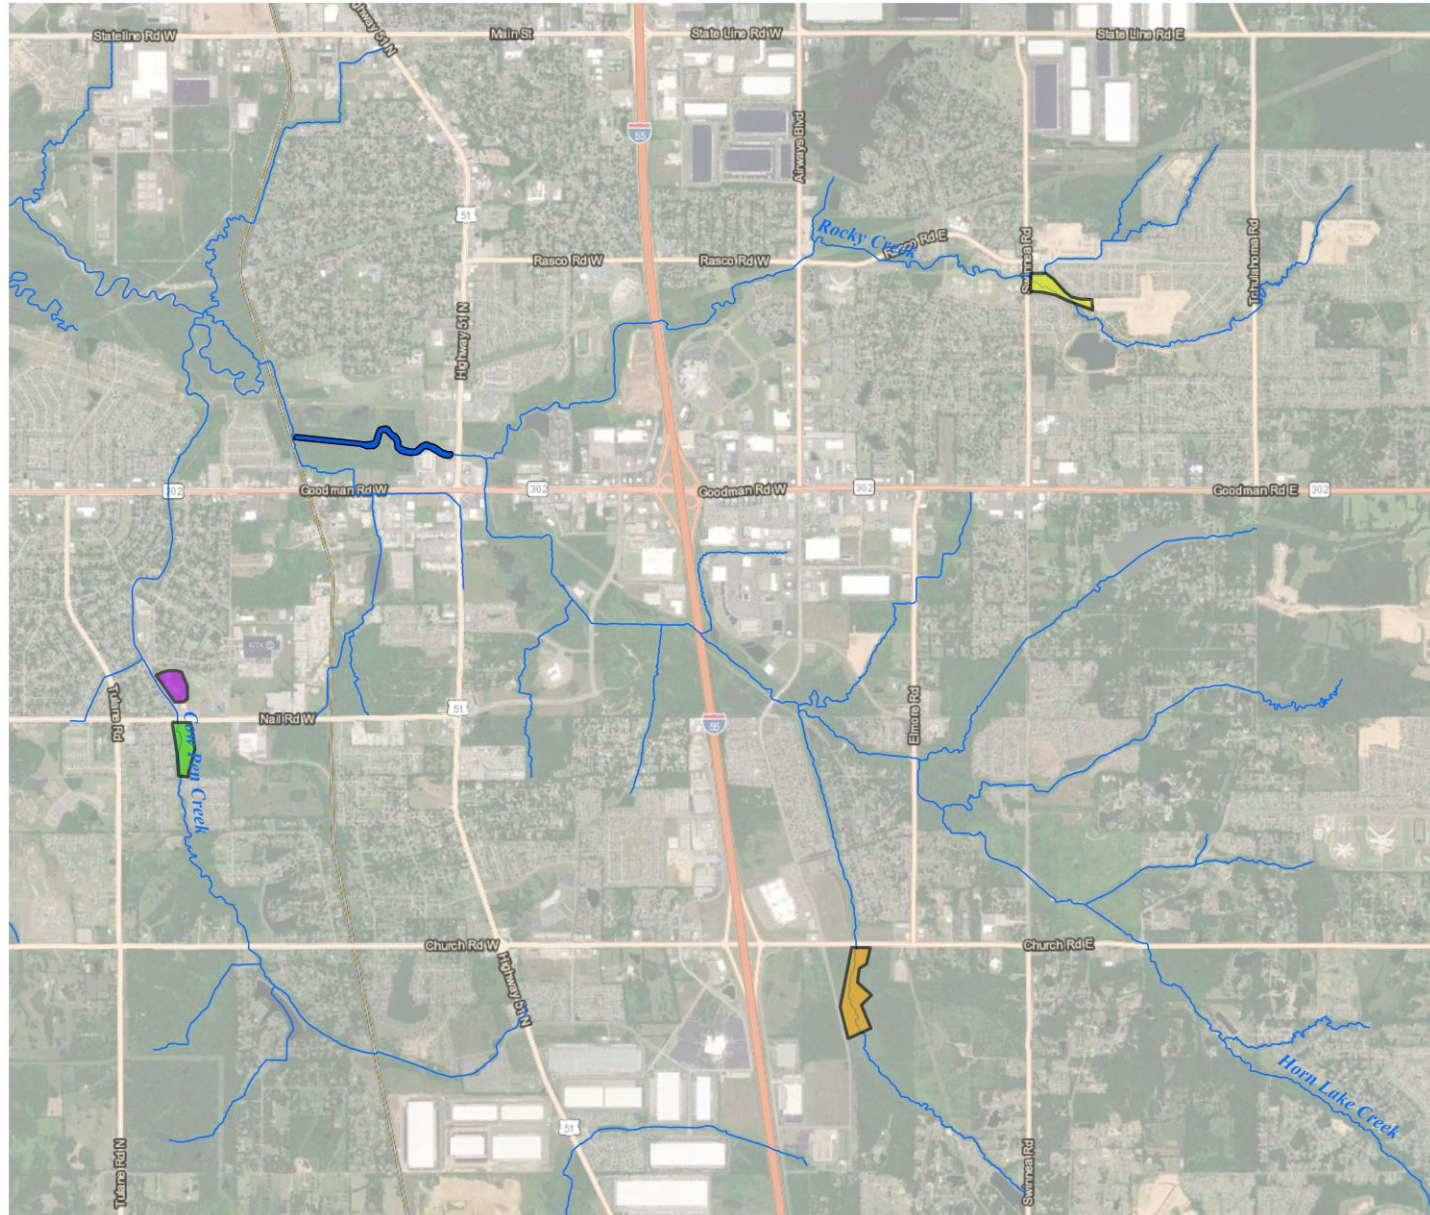 Stateline Rd W
Highway 51 N
Main St
State Line Rd W
State Line Rd E
55
Airways Blvd
51
Rocky Creek
Rasco Rd E
Swinnea Rd
Tchulahoma Rd
Rasco Rd W
Rasco Rd W
Highway 51 N
302
Goodman Rd W
302
Goodman Rd W
302
Goodman Rd E
302
Tulane Rd
Cow Pen Creek
Nail Rd W
51
55
Elmore Rd
Church Rd W
Highway 51 N
Church Rd E
Horn Lake Creek
51
Tulane Rd N
Swinnea Rd